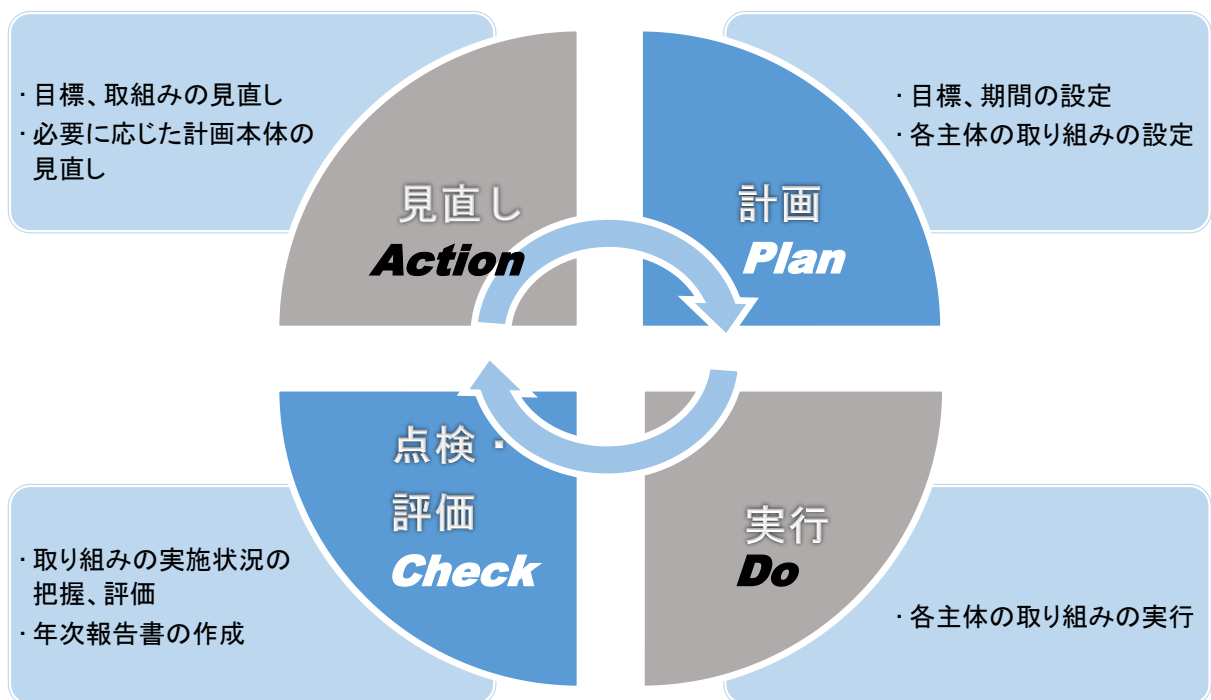 ・目標、取組みの見直し
・必要に応じた計画本体の
見直し
見直し
Action
計画
Plan
・目標、期間の設定
・各主体の取り組みの設定
・取り組みの実施状況の
把握、評価
・年次報告書の作成
点検・
評価
Check
実行
Do
・各主体の取り組みの実行